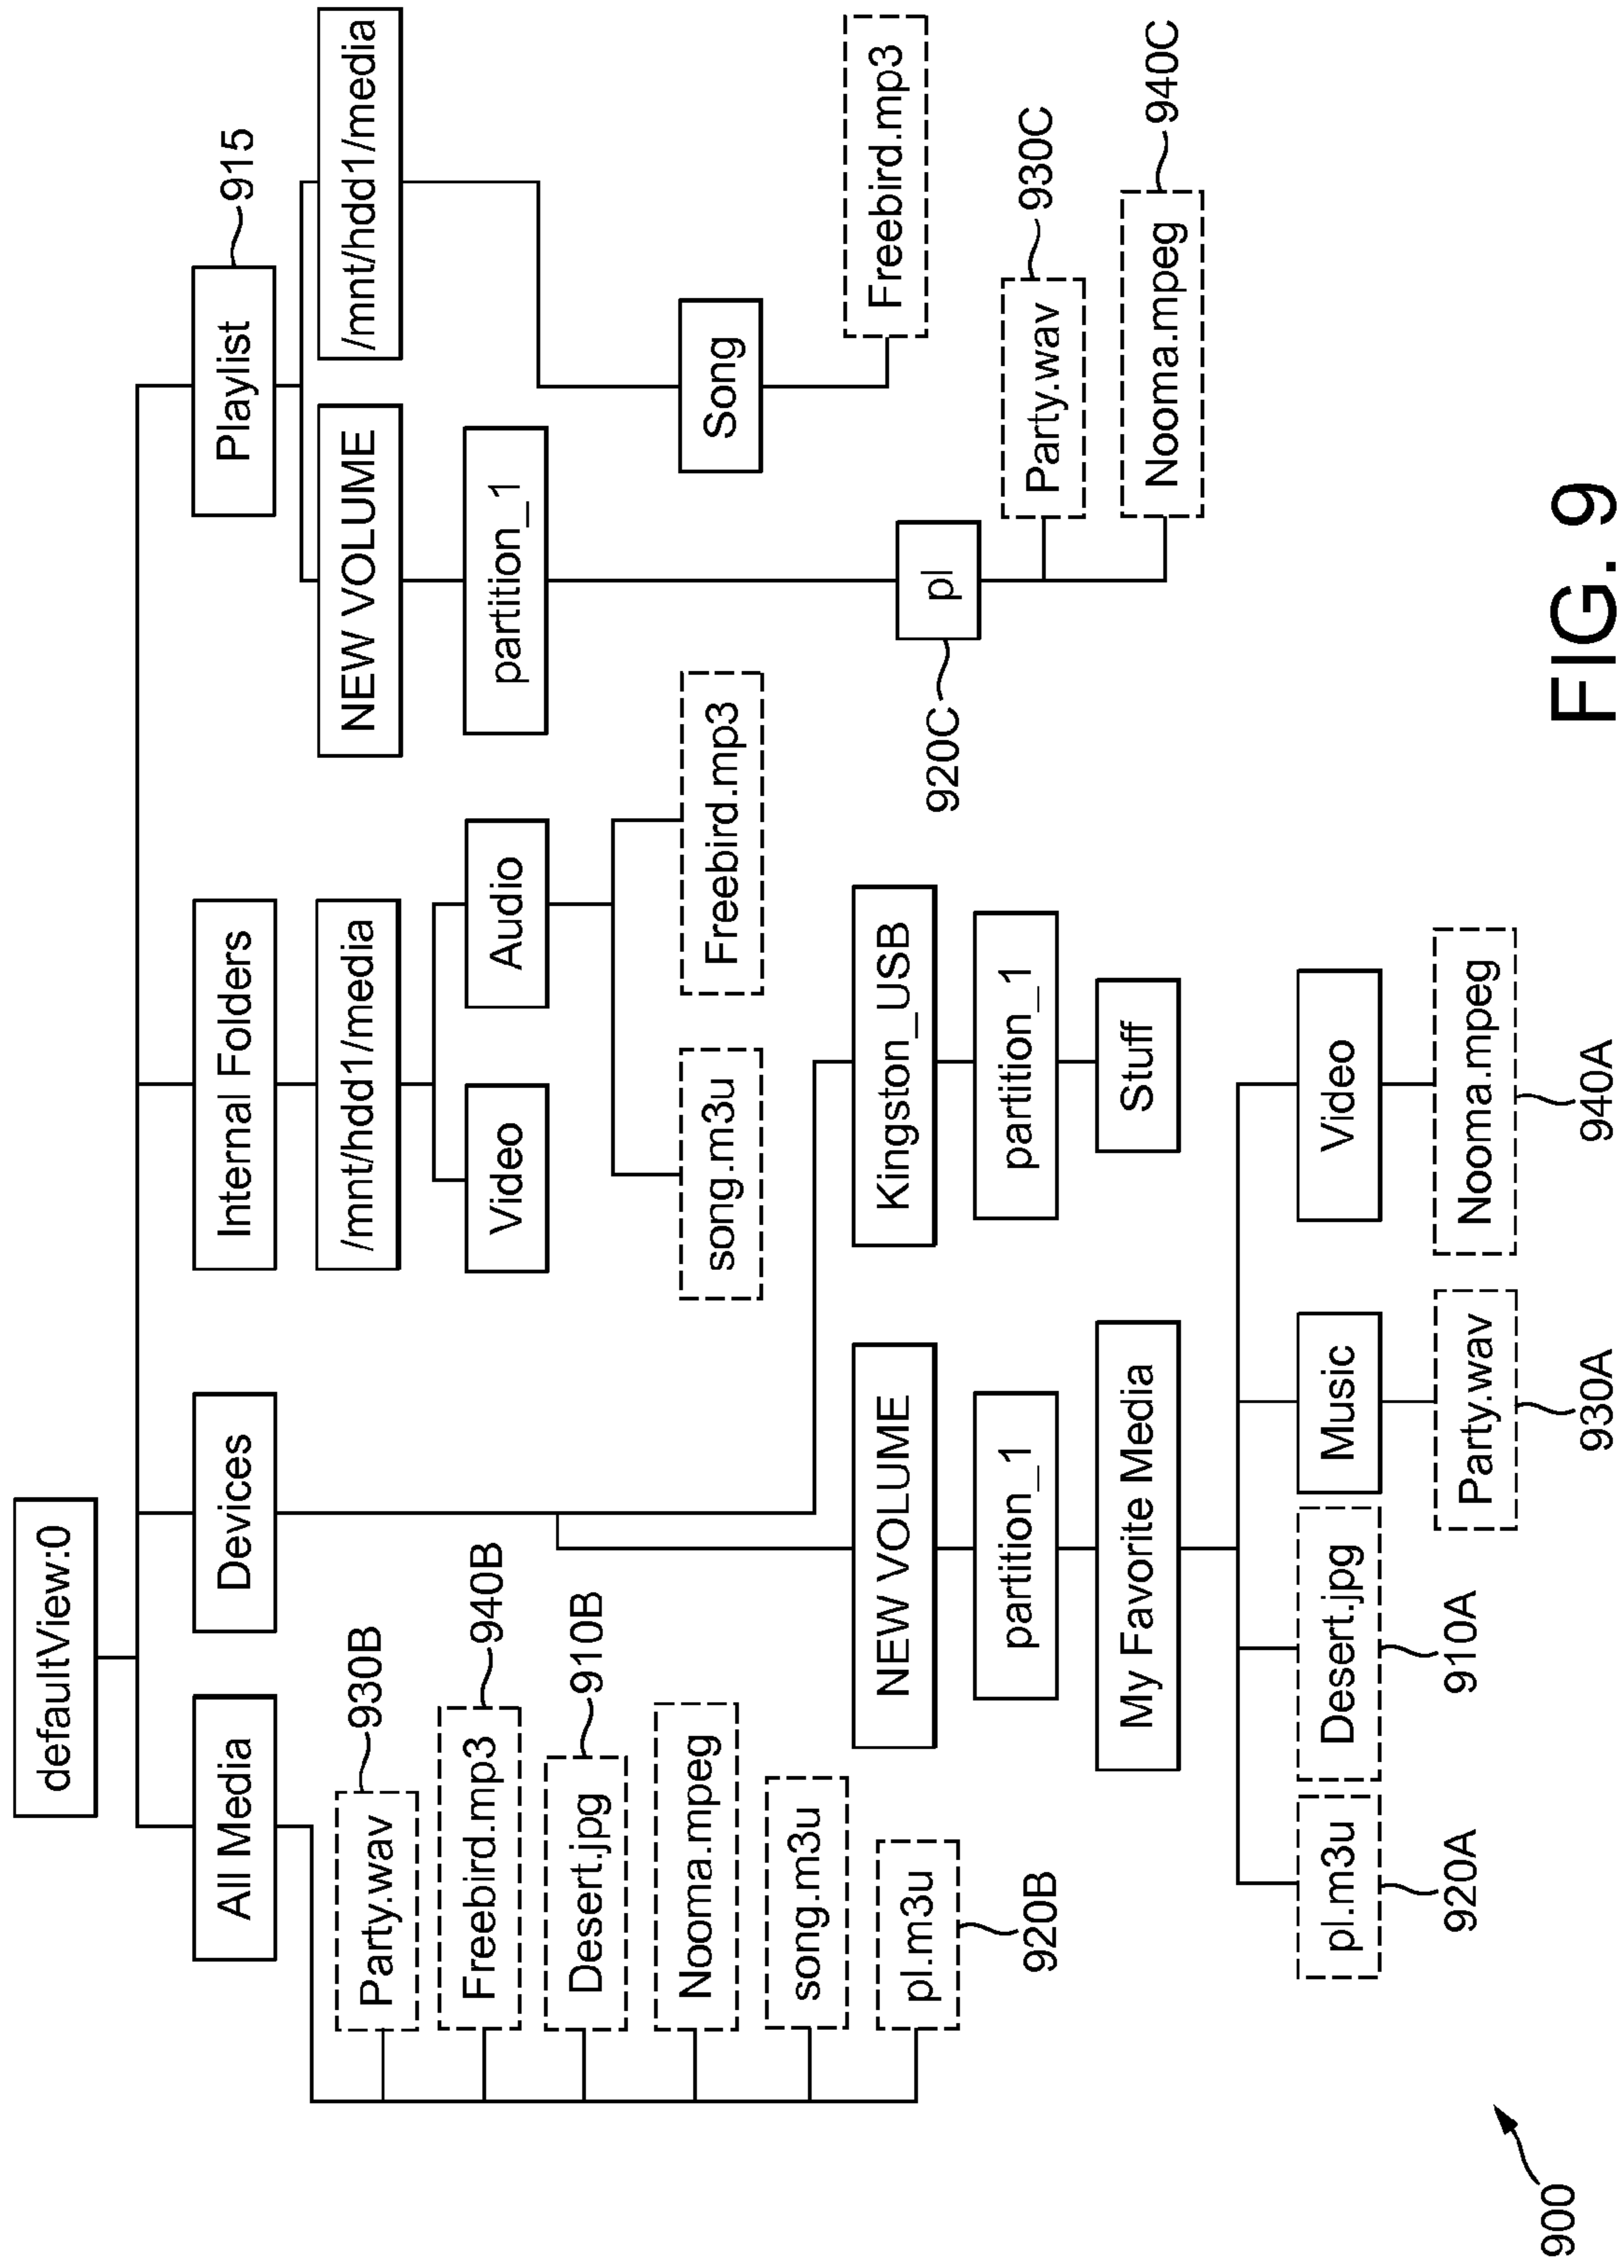 defaultView:0
All Media
Devices
Internal Folders
Playlist
915
Party.wav
930B
Freebird.mp3
940B
Desert.jpg
910B
Nooma.mpeg
song.m3u
pl.m3u
920B
NEW VOLUME
partition_1
My Favorite Media
pl.m3u
920A
Desert.jpg
910A
Music
Party.wav
930A
Video
Nooma.mpeg
940A
Kingston_USB
partition_1
Stuff
/mnt/hdd1/media
Video
Audio
song.m3u
Freebird.mp3
NEW VOLUME
partition_1
pl
920C
Party.wav
930C
Nooma.mpeg
940C
/mnt/hdd1/media
Song
Freebird.mp3
900
FIG. 9